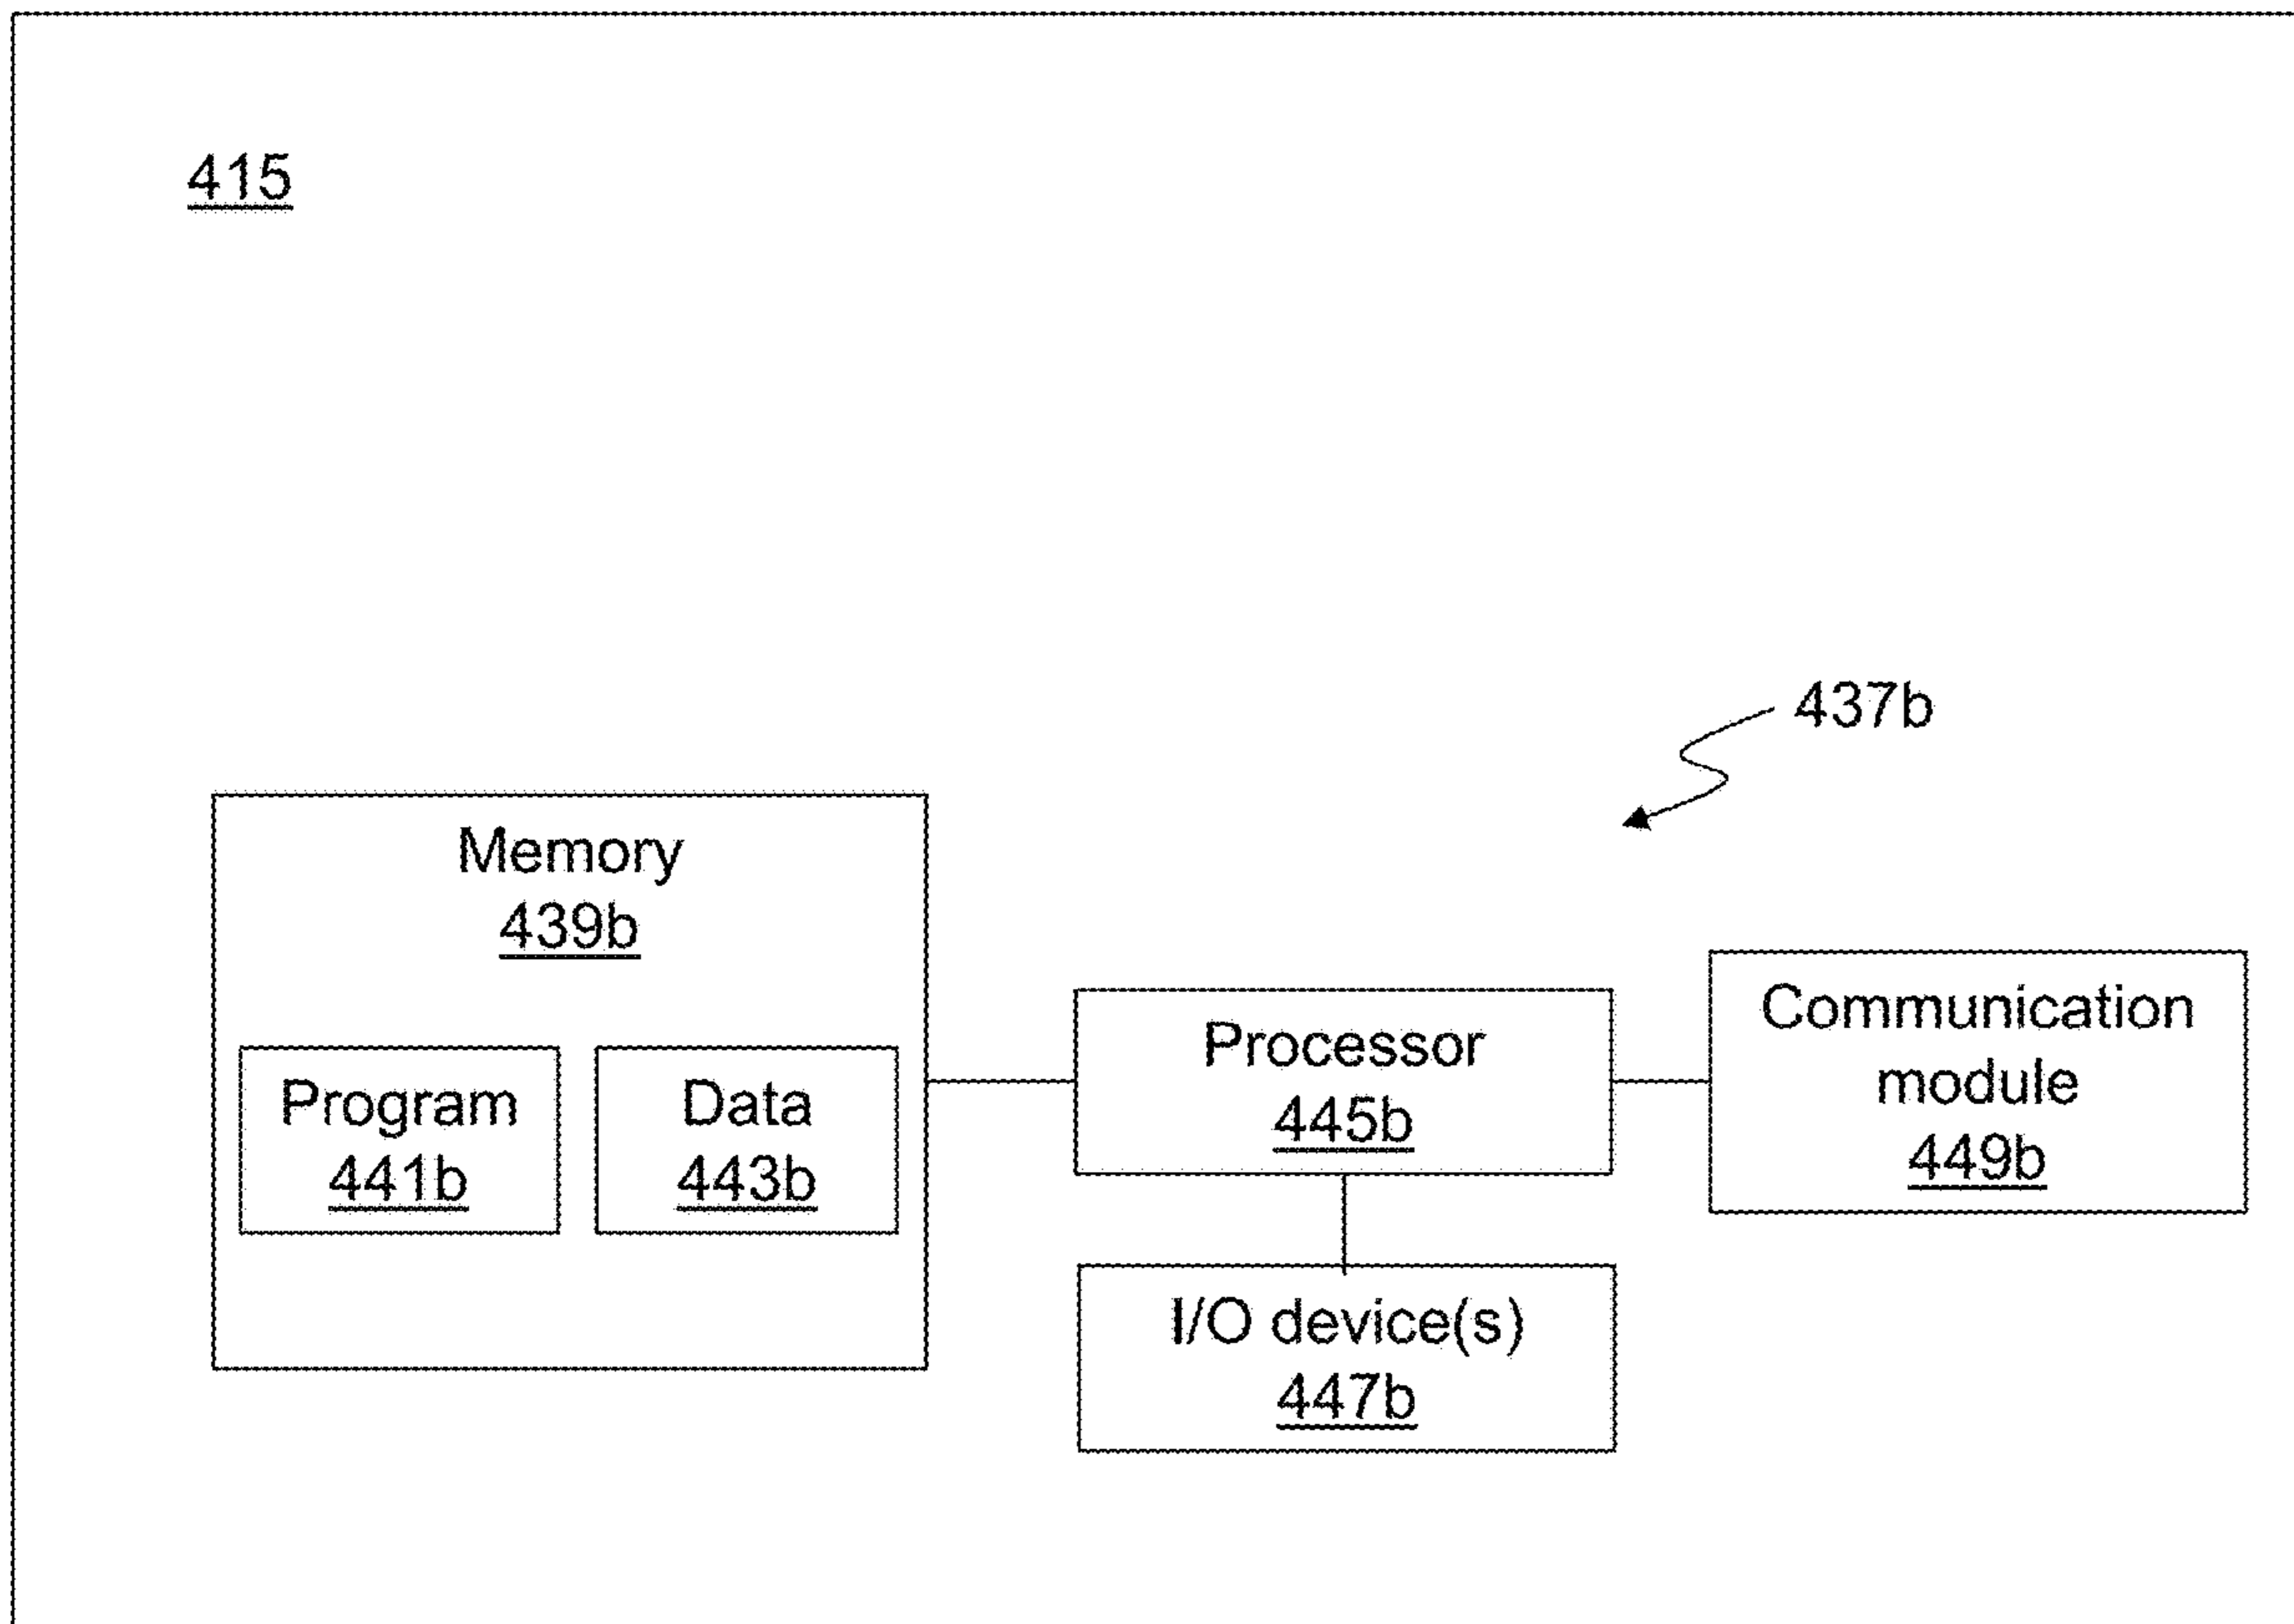 415
437b
Memory
439b
Program
441b
Data
443b
Processor
445b
I/O device(s)
447b
Communication
module
449b